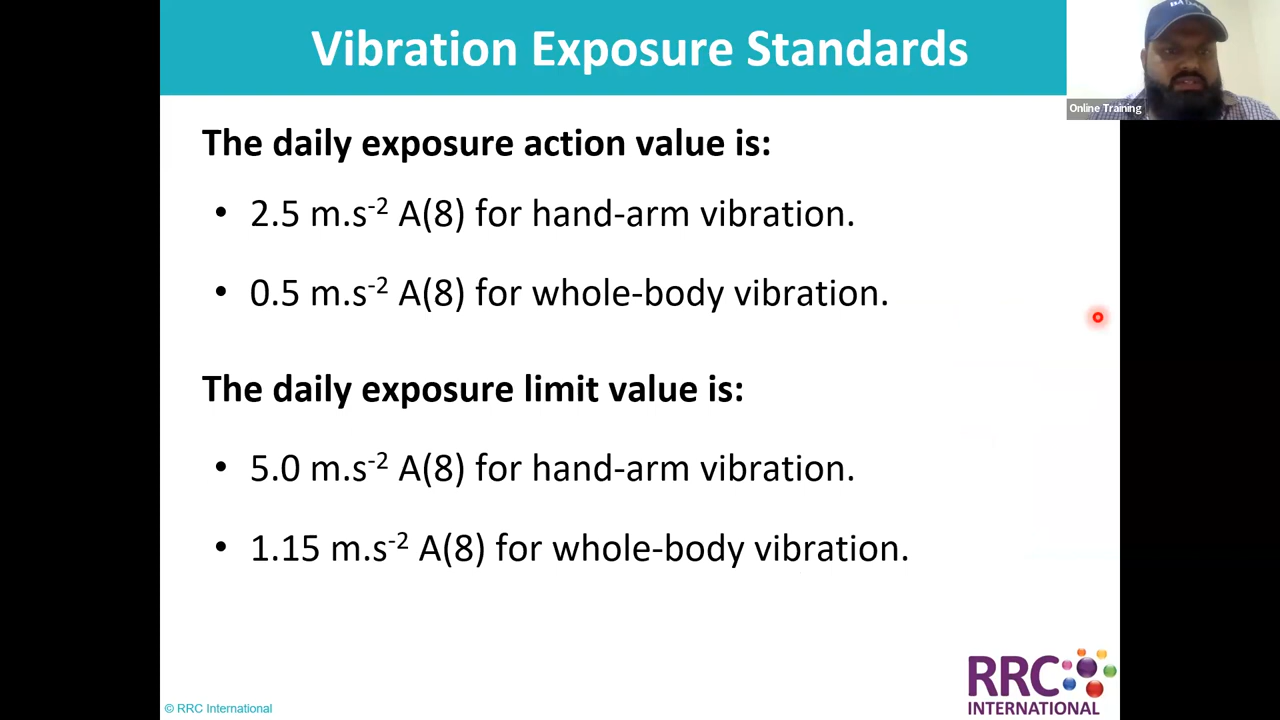 Vibration Exposure Standards
Online Training
The daily exposure action value is:
• 2.5 m.s⁻² A(8) for hand-arm vibration.
• 0.5 m.s⁻² A(8) for whole-body vibration.
The daily exposure limit value is:
• 5.0 m.s⁻² A(8) for hand-arm vibration.
• 1.15 m.s⁻² A(8) for whole-body vibration.
RRC
INTERNATIONAL
© RRC International